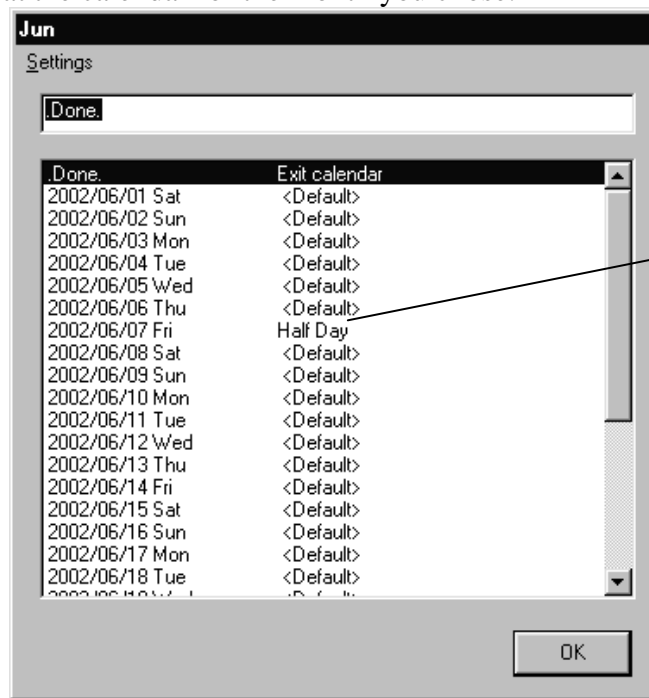 Jun
Settings
.Done.
.Done. Exit calendar
2002/06/01 Sat <Default>
2002/06/02 Sun <Default>
2002/06/03 Mon <Default>
2002/06/04 Tue <Default>
2002/06/05 Wed <Default>
2002/06/06 Thu <Default>
2002/06/07 Fri Half Day
2002/06/08 Sat <Default>
2002/06/09 Sun <Default>
2002/06/10 Mon <Default>
2002/06/11 Tue <Default>
2002/06/12 Wed <Default>
2002/06/13 Thu <Default>
2002/06/14 Fri <Default>
2002/06/15 Sat <Default>
2002/06/16 Sun <Default>
2002/06/17 Mon <Default>
2002/06/18 Tue <Default>
OK